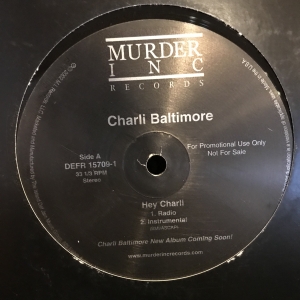 MURDER
INC
RECORDS
Charli Baltimore
Side A
DEFR 15709-1
33 1/3 RPM
Stereo
For Promotional Use Only
Not For Sale
Hey Charli
1. Radio
2. Instrumental
Charli Baltimore New Album Coming Soon!
www.murderincrecords.com